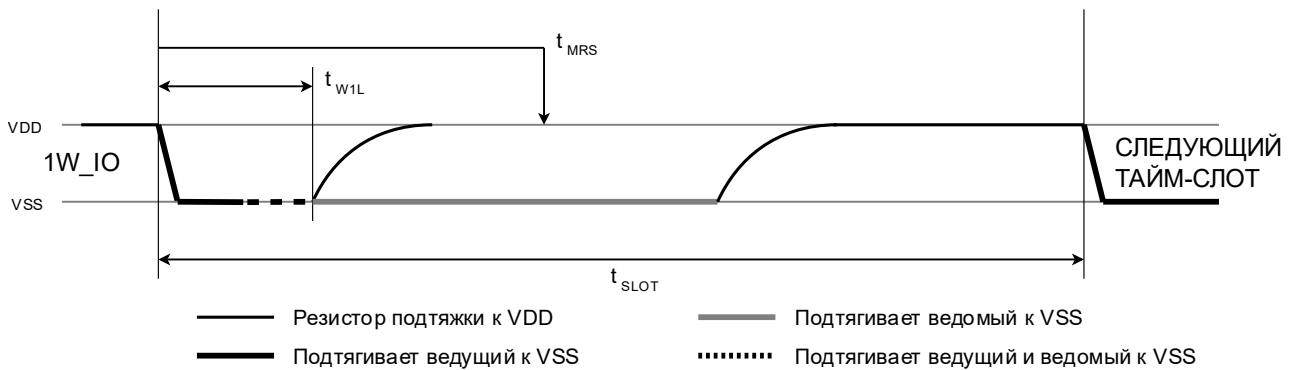 t MRS
t W1L
VDD
1W_IO
VSS
СЛЕДУЮЩИЙ
ТАЙМ-СЛОТ
t SLOT
Резистор подтяжки к VDD
Подтягивает ведомый к VSS
Подтягивает ведущий к VSS
Подтягивает ведущий и ведомый к VSS